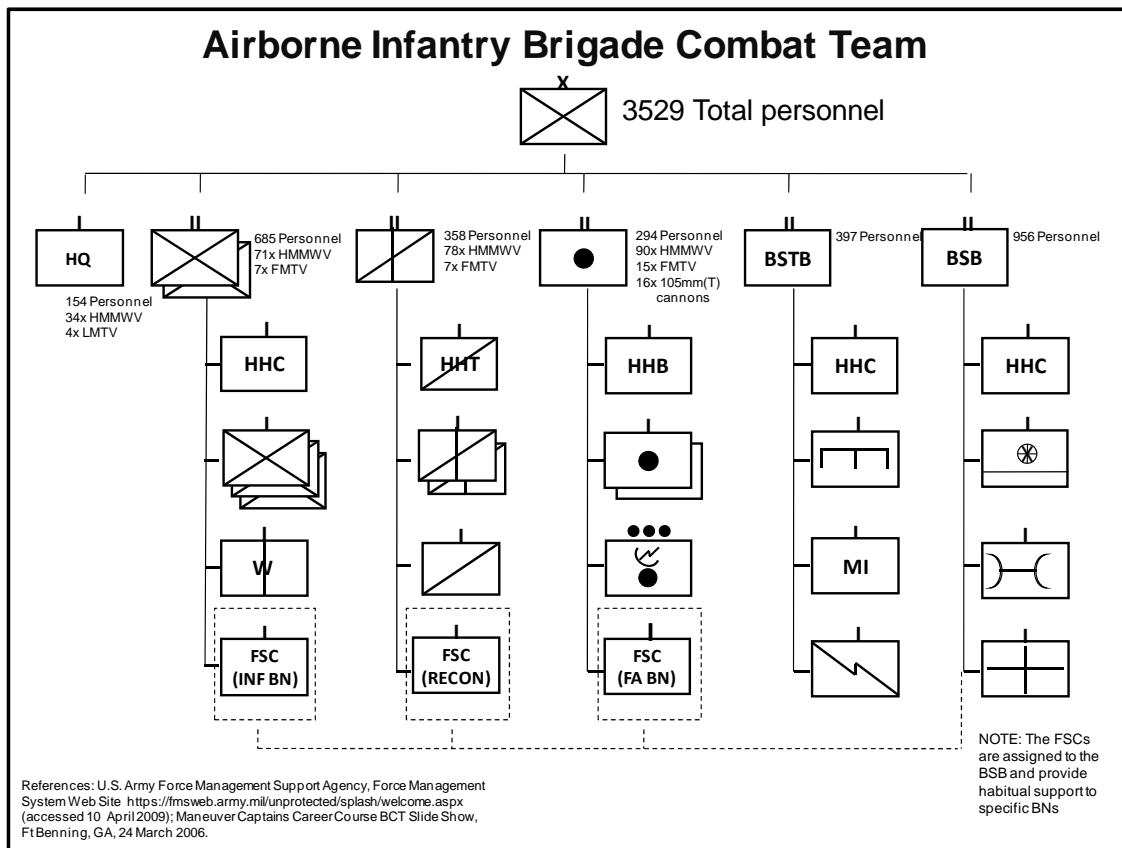 Airborne Infantry Brigade Combat Team
X
3529 Total personnel
HQ
154 Personnel
34x HMMWV
4x LMTV
685 Personnel
71x HMMWV
7x FMTV
358 Personnel
78x HMMWV
7x FMTV
294 Personnel
90x HMMWV
15x FMTV
16x 105mm(T)
cannons
BSTB
397 Personnel
BSB
956 Personnel
HHC
HHT
HHB
HHC
HHC
W
MI
FSC
(INF BN)
FSC
(RECON)
FSC
(FA BN)
NOTE: The FSCs
are assigned to the
BSB and provide
habitual support to
specific BNs
References: U.S. Army Force Management Support Agency, Force Management
System Web Site https://fmsweb.army.mil/unprotected/splash/welcome.aspx
(accessed 10 April 2009); Maneuver Captains Career Course BCT Slide Show,
Ft Benning, GA, 24 March 2006.